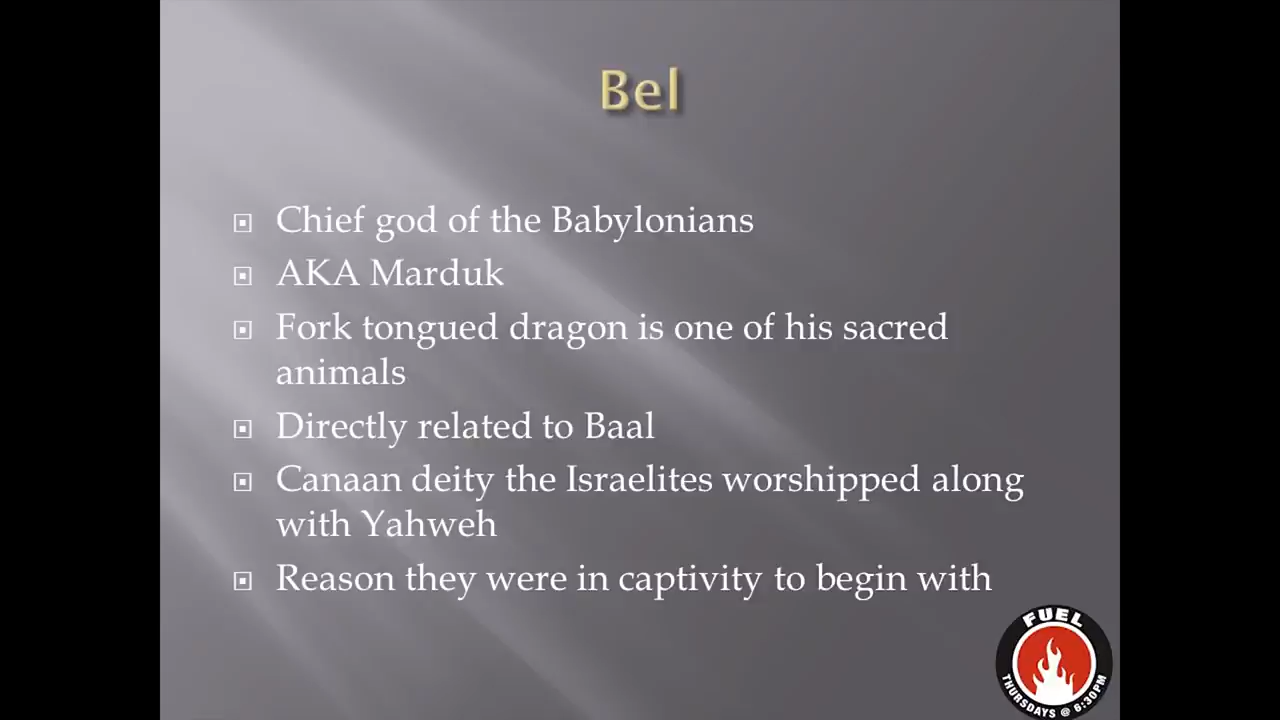 Bel
Chief god of the Babylonians
AKA Marduk
Fork tongued dragon is one of his sacred
animals
Directly related to Baal
Canaan deity the Israelites worshipped along
with Yahweh
Reason they were in captivity to begin with
FUEL
THURSDAYS @ 6:30PM